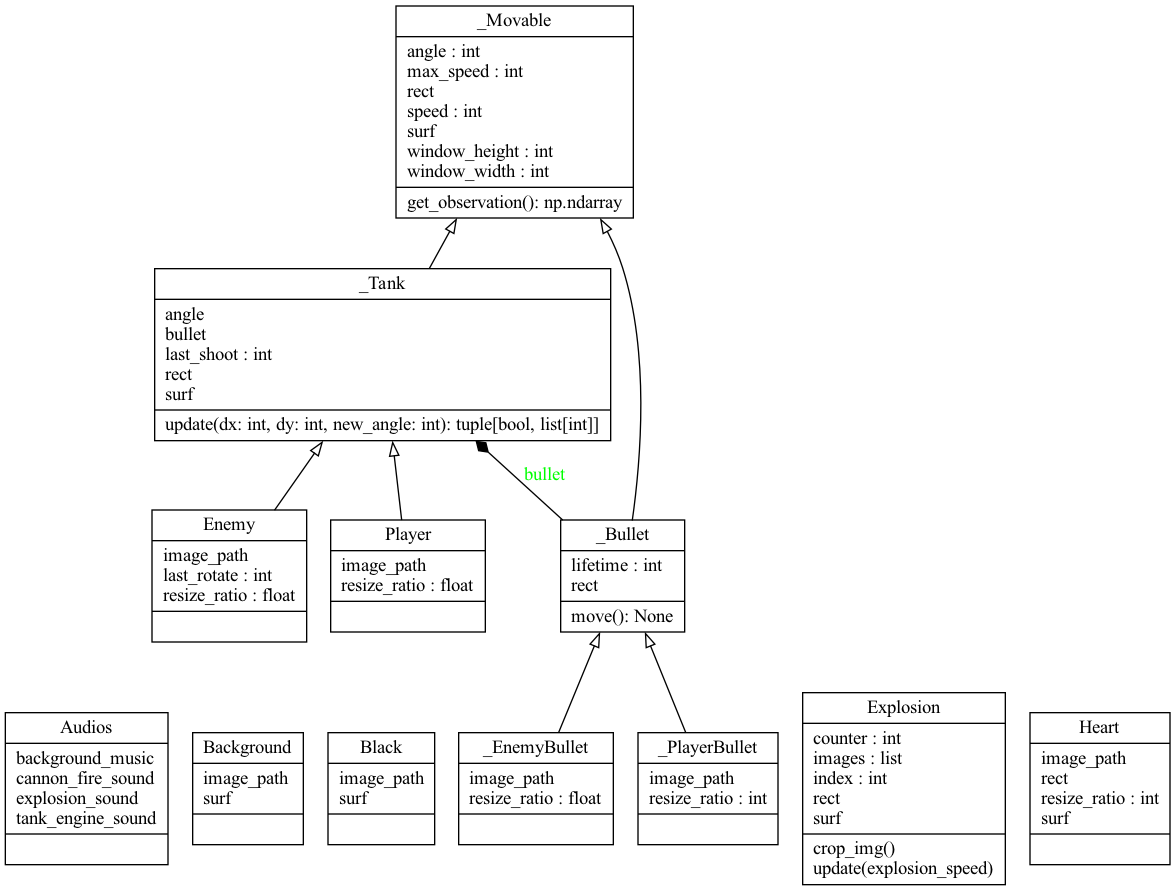 _Movable
angle : int
max_speed : int
rect
speed : int
surf
window_height : int
window_width : int
get_observation(): np.ndarray
_Tank
angle
bullet
last_shoot : int
rect
surf
update(dx: int, dy: int, new_angle: int): tuple[bool, list[int]]
bullet
Enemy
image_path
last_rotate : int
resize_ratio : float
Player
image_path
resize_ratio : float
_Bullet
lifetime : int
rect
move(): None
Audios
background_music
cannon_fire_sound
explosion_sound
tank_engine_sound
Background
image_path
surf
Black
image_path
surf
_EnemyBullet
image_path
resize_ratio : float
_PlayerBullet
image_path
resize_ratio : int
Explosion
counter : int
images : list
index : int
rect
surf
crop_img()
update(explosion_speed)
Heart
image_path
rect
resize_ratio : int
surf